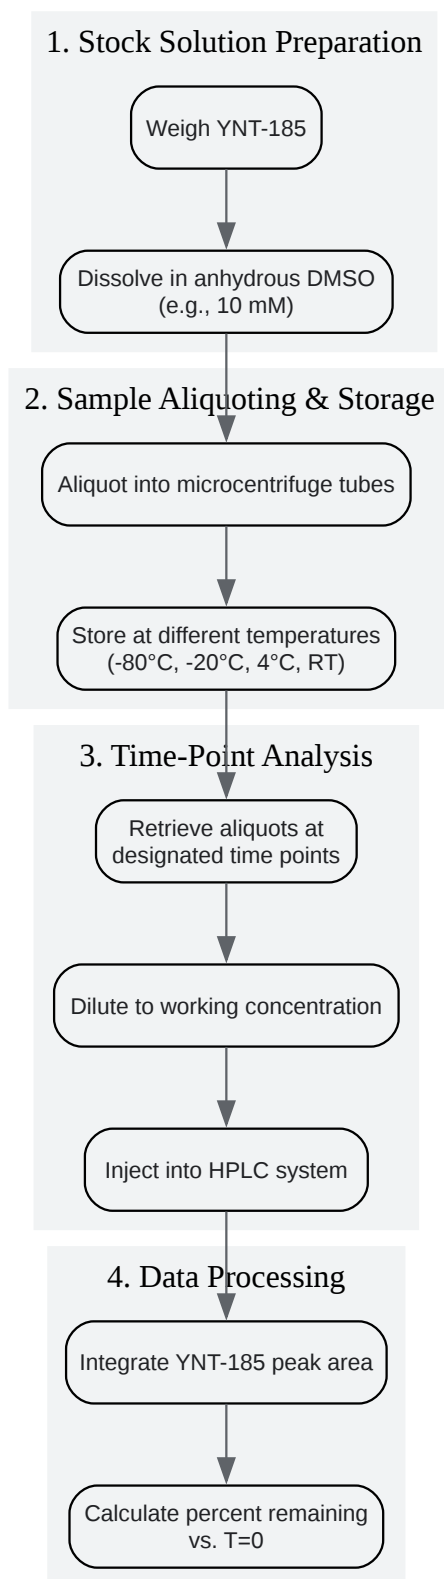 1. Stock Solution Preparation
Weigh YNT-185
Dissolve in anhydrous DMSO
(e.g., 10 mM)
2. Sample Aliquoting & Storage
Aliquot into microcentrifuge tubes
Store at different temperatures
(-80°C, -20°C, 4°C, RT)
3. Time-Point Analysis
Retrieve aliquots at
designated time points
Dilute to working concentration
Inject into HPLC system
4. Data Processing
Integrate YNT-185 peak area
Calculate percent remaining
vs. T=0